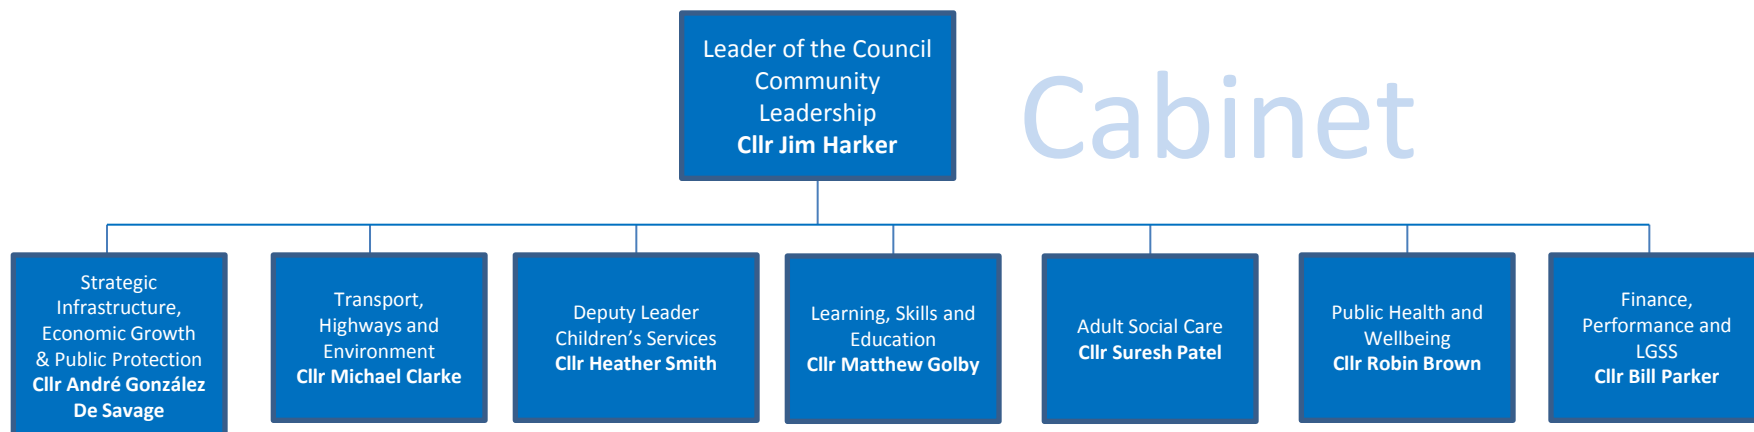 Leader of the Council
Community
Leadership
Cllr Jim Harker
Cabinet
Strategic
Infrastructure,
Economic Growth
& Public Protection
Cllr André González
De Savage
Transport,
Highways and
Environment
Cllr Michael Clarke
Deputy Leader
Children’s Services
Cllr Heather Smith
Learning, Skills and
Education
Cllr Matthew Golby
Adult Social Care
Cllr Suresh Patel
Public Health and
Wellbeing
Cllr Robin Brown
Finance,
Performance and
LGSS
Cllr Bill Parker